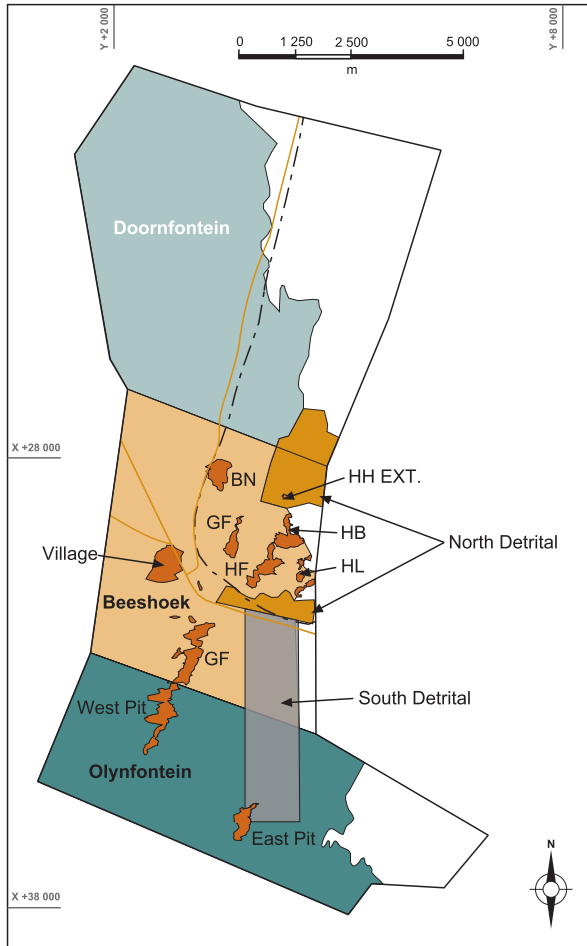 Y +2 000
Y +8 000
0 1 250 2 500 5 000
m
Doornfontein
X +28 000
BN
HH EXT.
GF
HB
North Detrital
Village
HF
HL
Beeshoek
GF
South Detrital
West Pit
Olynfontein
East Pit
N
X +38 000